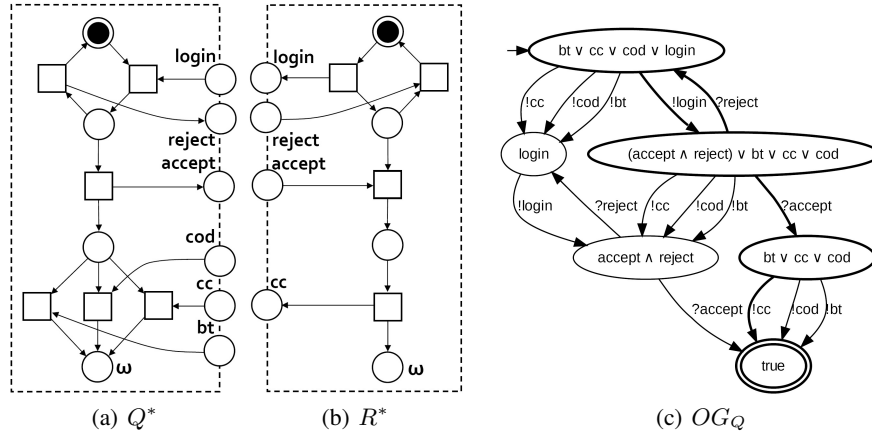 login
reject
accept
cod
cc
bt
ω
(a) Q*
login
reject
accept
cc
ω
(b) R*
bt ∨ cc ∨ cod ∨ login
!cc
!cod
!bt
!login
?reject
login
(accept ∧ reject) ∨ bt ∨ cc ∨ cod
!login
?reject
!cc
!cod
!bt
?accept
accept ∧ reject
bt ∨ cc ∨ cod
?accept
!cc
!cod
!bt
true
(c) OG_Q